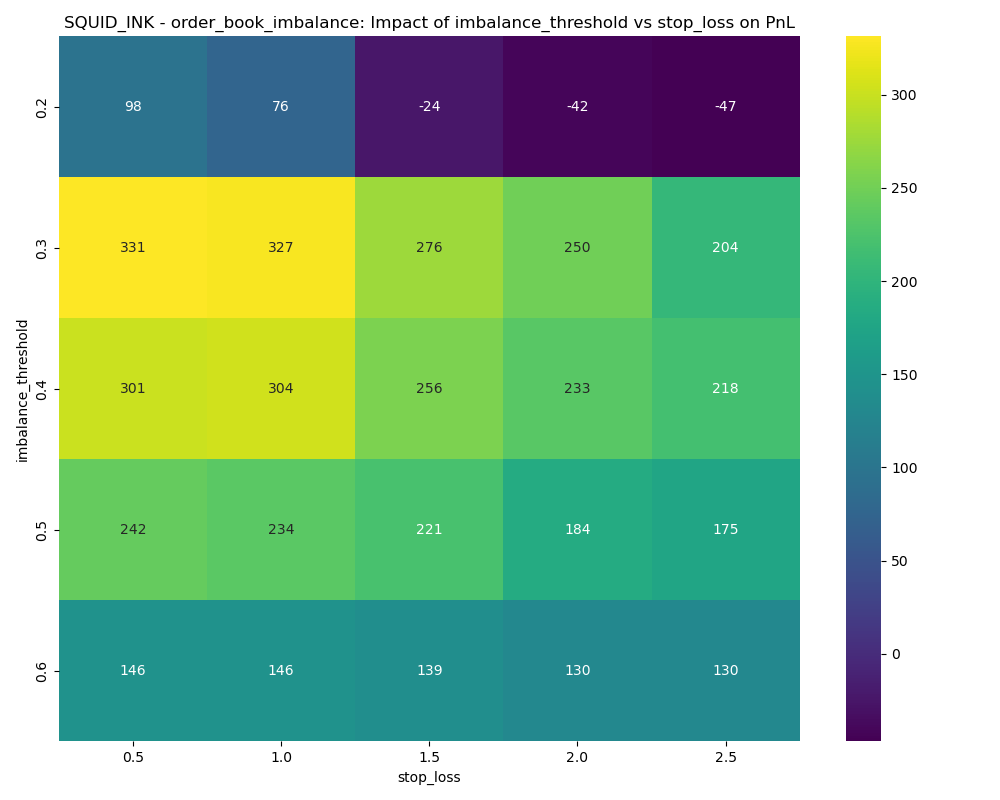 SQUID_INK - order_book_imbalance: Impact of imbalance_threshold vs stop_loss on PnL
imbalance_threshold
0.2 98 76 -24 -42 -47
0.3 331 327 276 250 204
0.4 301 304 256 233 218
0.5 242 234 221 184 175
0.6 146 146 139 130 130
0.5 1.0 1.5 2.0 2.5
stop_loss
300
250
200
150
100
50
0